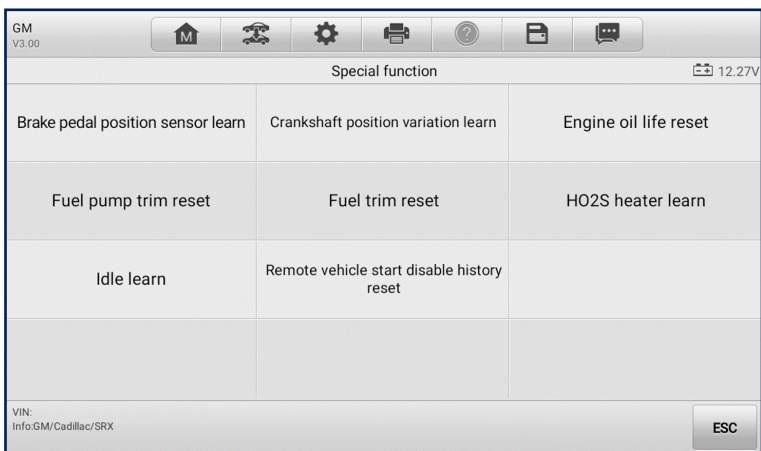 GM
V3.00
M
?
Special function
12.27V
Brake pedal position sensor learn
Crankshaft position variation learn
Engine oil life reset
Fuel pump trim reset
Fuel trim reset
HO2S heater learn
Idle learn
Remote vehicle start disable history
reset
VIN:
Info:GM/Cadillac/SRX
ESC